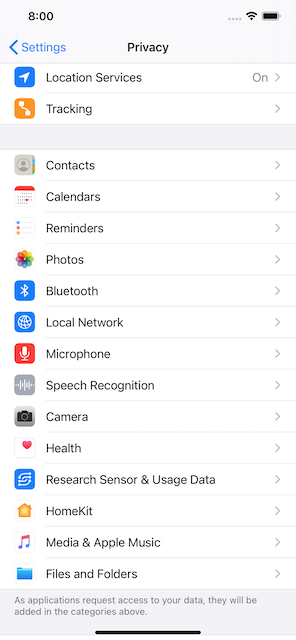 8:00
Settings
Privacy
Location Services On
Tracking
Contacts
Calendars
Reminders
Photos
Bluetooth
Local Network
Microphone
Speech Recognition
Camera
Health
Research Sensor & Usage Data
HomeKit
Media & Apple Music
Files and Folders
As applications request access to your data, they will be
added in the categories above.